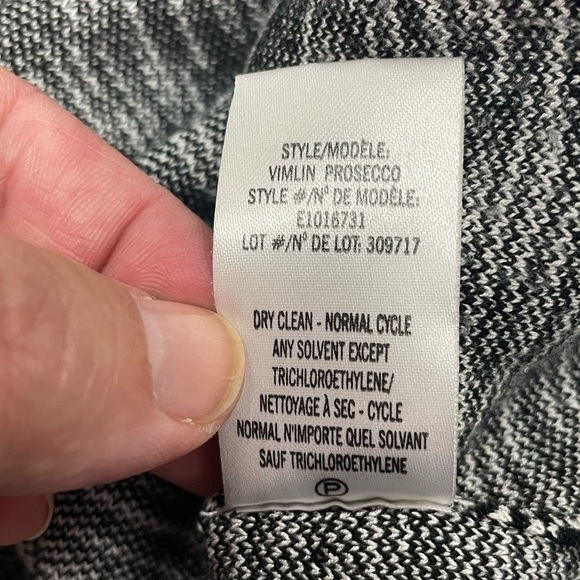 STYLE/MODÈLE:
VIMLIN PROSECCO
STYLE #/Nº DE MODÈLE:
E1016731
LOT #/Nº DE LOT: 309717
DRY CLEAN - NORMAL CYCLE
ANY SOLVENT EXCEPT
TRICHLOROETHYLENE/
NETTOYAGE À SEC - CYCLE
NORMAL N'IMPORTE QUEL SOLVANT
SAUF TRICHLOROETHYLENE
P